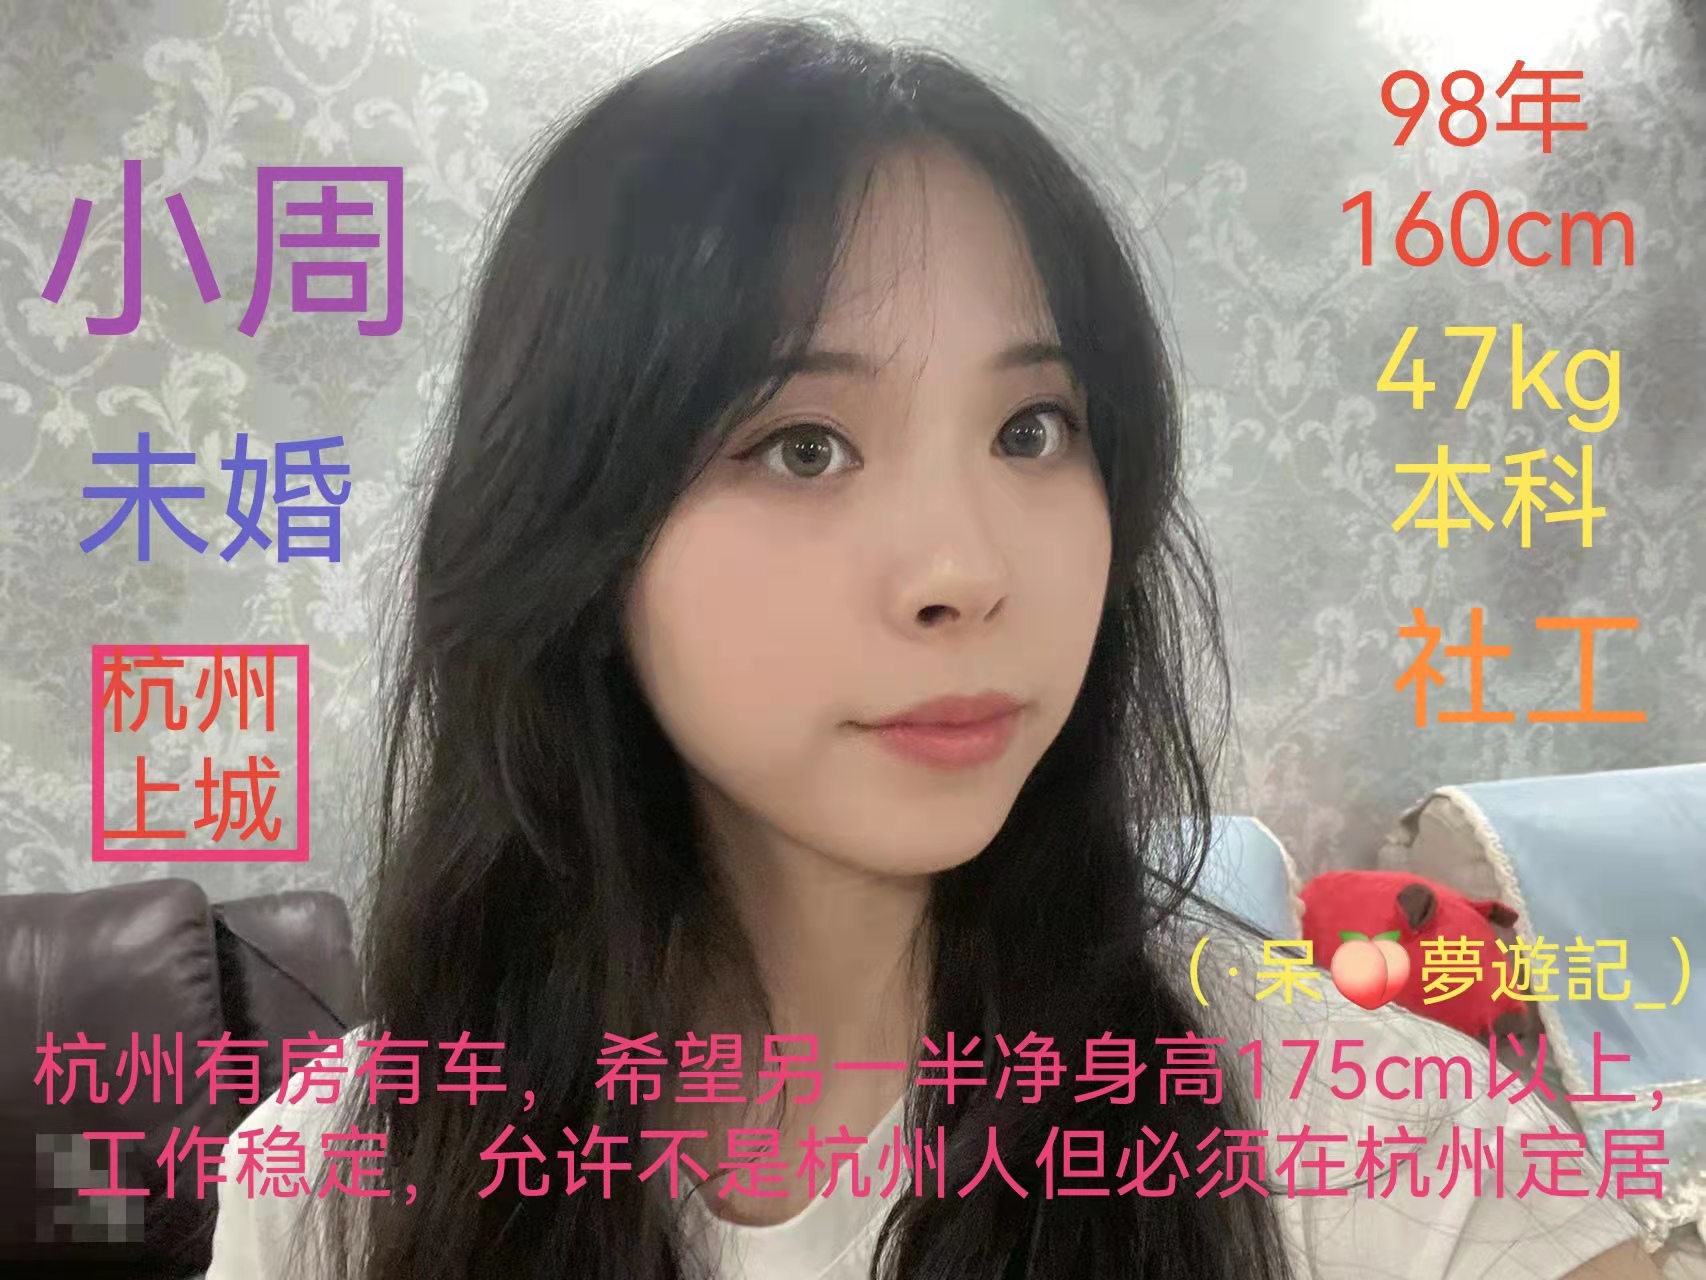 小周
未婚
杭州
上城
98年
160cm
47kg
本科
社工
（·呆🍑夢遊記_）
杭州有房有车，希望另一半净身高175cm以上，
工作稳定，允许不是杭州人但必须在杭州定居